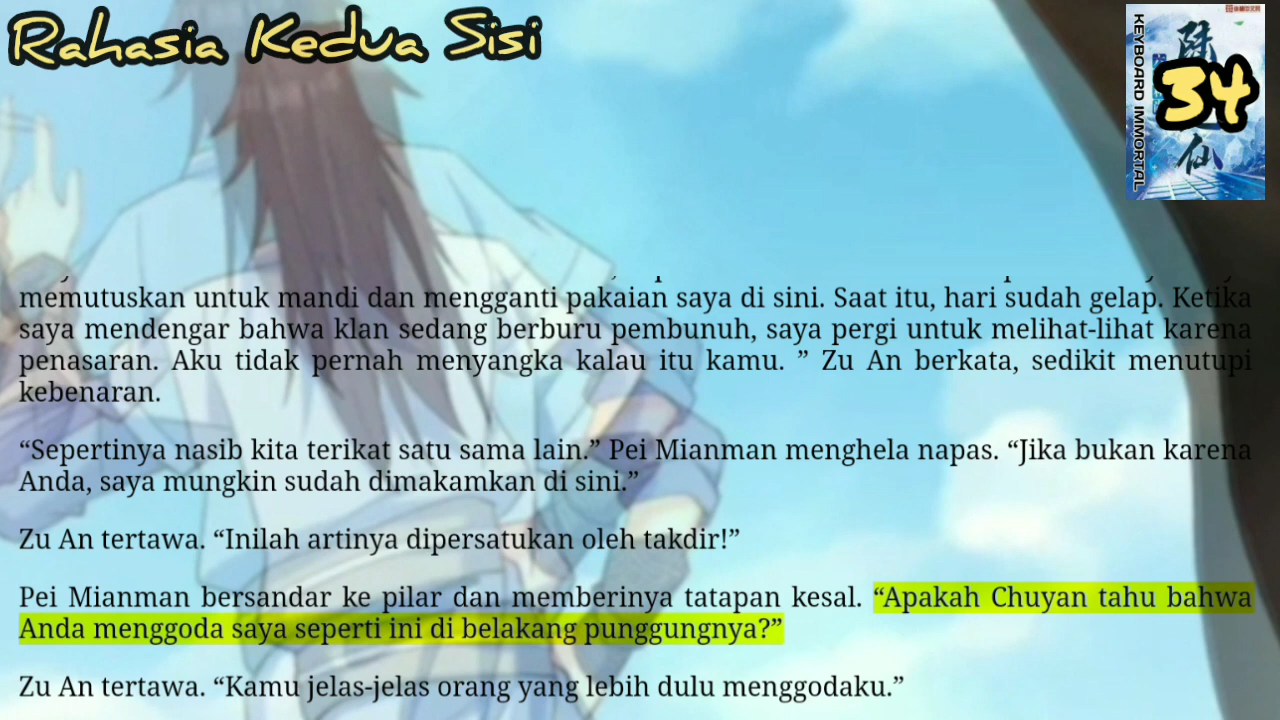 Rahasia Kedua Sisi
KEYBOARD IMMORTAL
34
仙
memutuskan untuk mandi dan mengganti pakaian saya di sini. Saat itu, hari sudah gelap. Ketika
saya mendengar bahwa klan sedang berburu pembunuh, saya pergi untuk melihat-lihat karena
penasaran. Aku tidak pernah menyangka kalau itu kamu. ” Zu An berkata, sedikit menutupi
kebenaran.
“Sepertinya nasib kita terikat satu sama lain.” Pei Mianman menghela napas. “Jika bukan karena
Anda, saya mungkin sudah dimakamkan di sini.”
Zu An tertawa. “Inilah artinya dipersatukan oleh takdir!”
Pei Mianman bersandar ke pilar dan memberinya tatapan kesal. “Apakah Chuyan tahu bahwa
Anda menggoda saya seperti ini di belakang punggungnya?”
Zu An tertawa. “Kamu jelas-jelas orang yang lebih dulu menggodaku.”